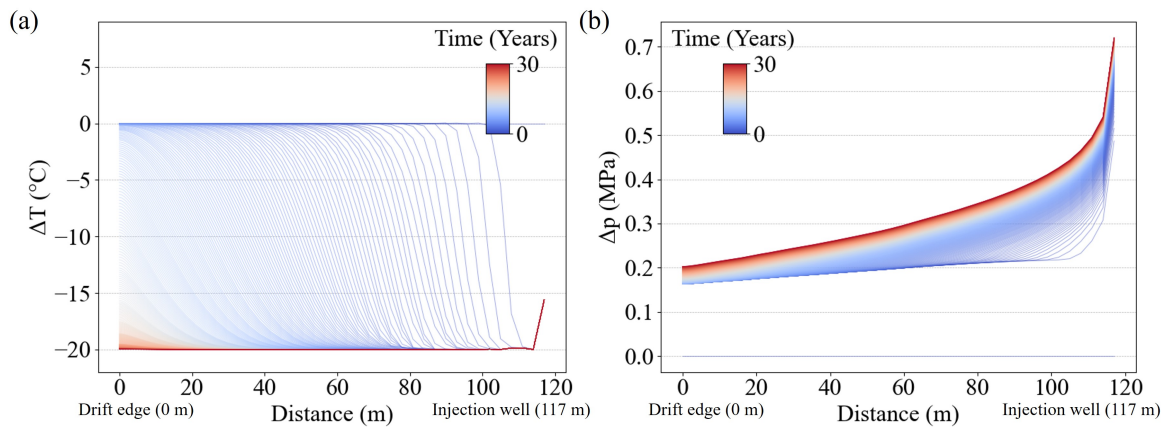 (a)
Time (Years)
30
0
5
0
−5
−10
−15
−20
ΔT (°C)
0
20
40
60
80
100
120
Drift edge (0 m)
Distance (m)
Injection well (117 m)
(b)
Time (Years)
30
0
0.7
0.6
0.5
0.4
0.3
0.2
0.1
0.0
Δp (MPa)
0
20
40
60
80
100
120
Drift edge (0 m)
Distance (m)
Injection well (117 m)